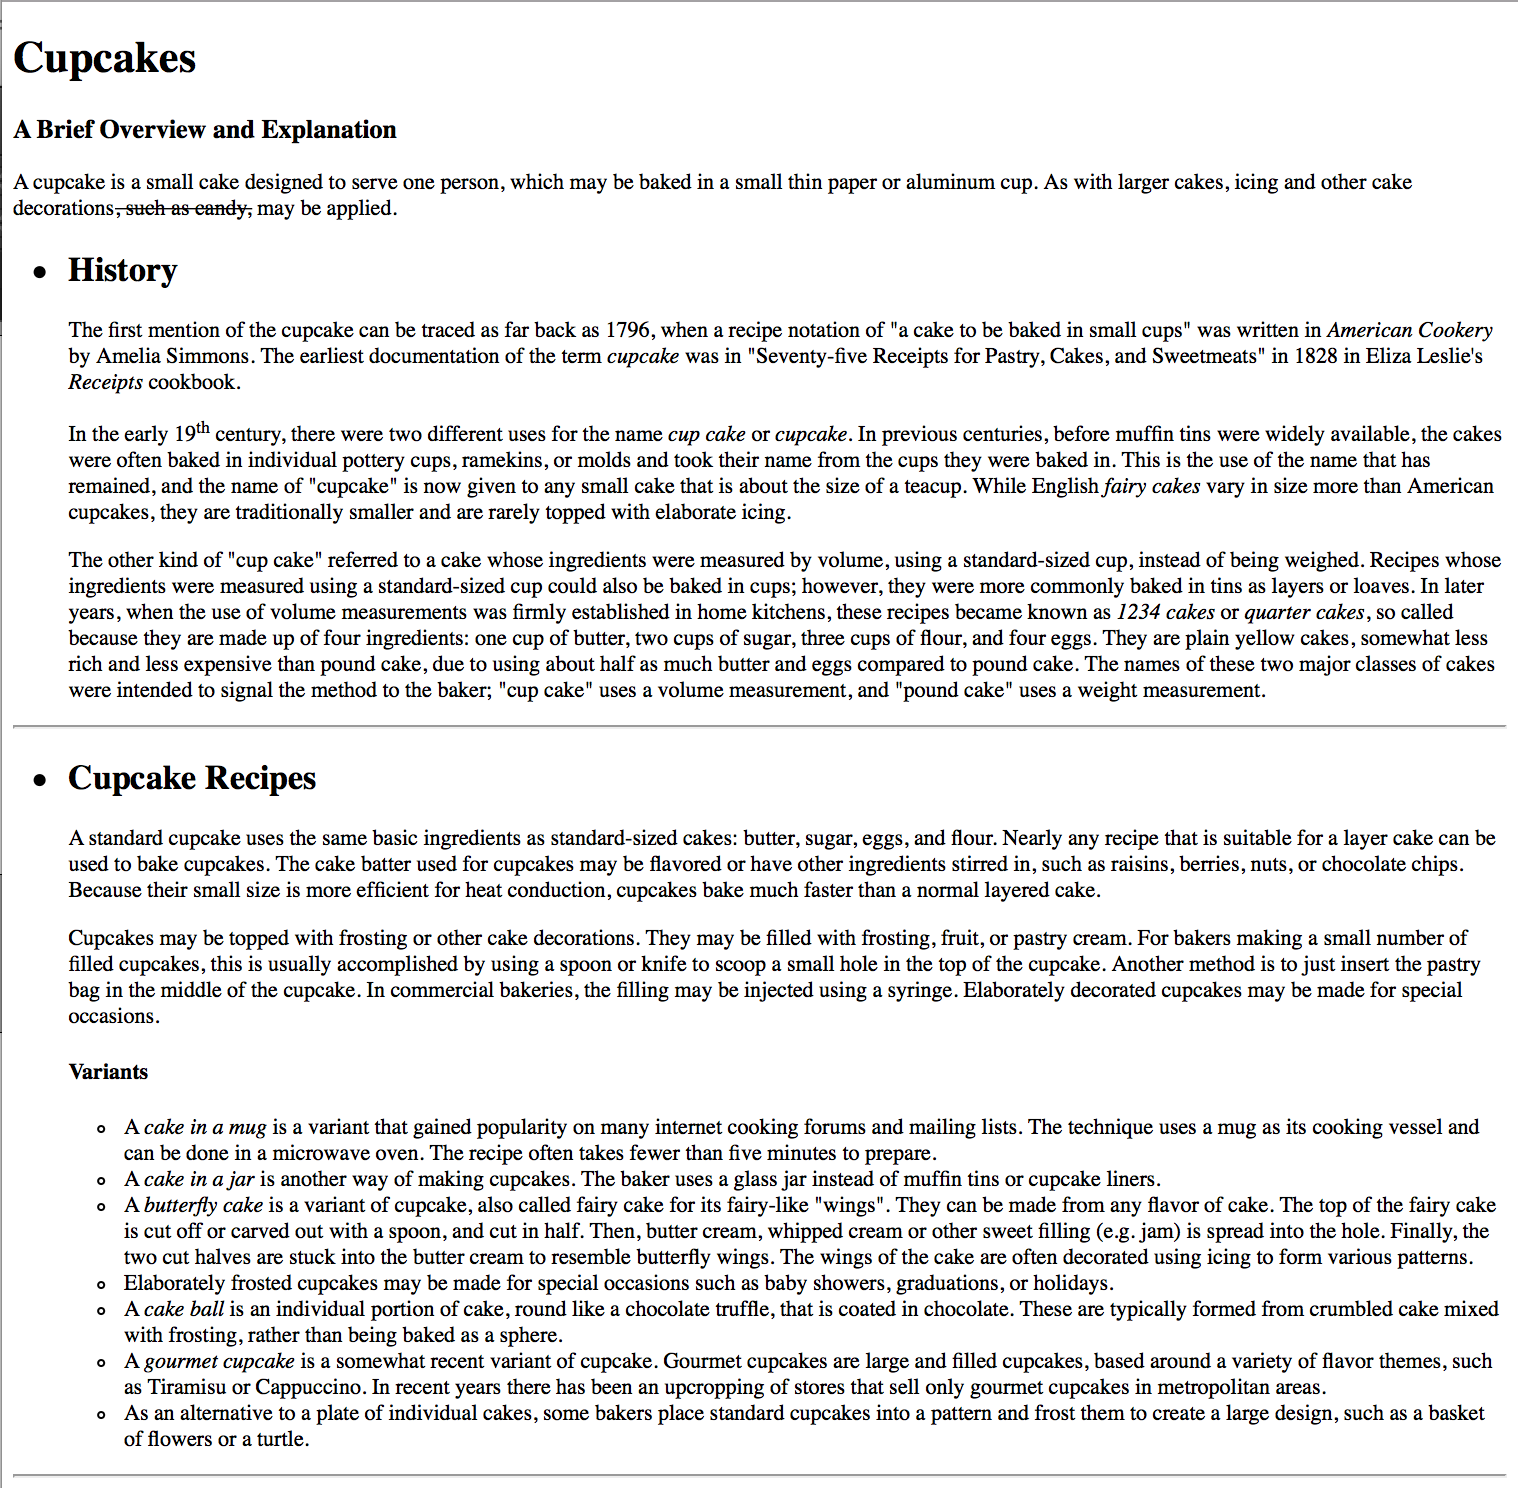 Cupcakes
A Brief Overview and Explanation
A cupcake is a small cake designed to serve one person, which may be baked in a small thin paper or aluminum cup. As with larger cakes, icing and other cake
decorations, such as candy, may be applied.
• History
The first mention of the cupcake can be traced as far back as 1796, when a recipe notation of "a cake to be baked in small cups" was written in American Cookery
by Amelia Simmons. The earliest documentation of the term cupcake was in "Seventy-five Receipts for Pastry, Cakes, and Sweetmeats" in 1828 in Eliza Leslie's
Receipts cookbook.
In the early 19th century, there were two different uses for the name cup cake or cupcake. In previous centuries, before muffin tins were widely available, the cakes
were often baked in individual pottery cups, ramekins, or molds and took their name from the cups they were baked in. This is the use of the name that has
remained, and the name of "cupcake" is now given to any small cake that is about the size of a teacup. While English fairy cakes vary in size more than American
cupcakes, they are traditionally smaller and are rarely topped with elaborate icing.
The other kind of "cup cake" referred to a cake whose ingredients were measured by volume, using a standard-sized cup, instead of being weighed. Recipes whose
ingredients were measured using a standard-sized cup could also be baked in cups; however, they were more commonly baked in tins as layers or loaves. In later
years, when the use of volume measurements was firmly established in home kitchens, these recipes became known as 1234 cakes or quarter cakes, so called
because they are made up of four ingredients: one cup of butter, two cups of sugar, three cups of flour, and four eggs. They are plain yellow cakes, somewhat less
rich and less expensive than pound cake, due to using about half as much butter and eggs compared to pound cake. The names of these two major classes of cakes
were intended to signal the method to the baker; "cup cake" uses a volume measurement, and "pound cake" uses a weight measurement.
• Cupcake Recipes
A standard cupcake uses the same basic ingredients as standard-sized cakes: butter, sugar, eggs, and flour. Nearly any recipe that is suitable for a layer cake can be
used to bake cupcakes. The cake batter used for cupcakes may be flavored or have other ingredients stirred in, such as raisins, berries, nuts, or chocolate chips.
Because their small size is more efficient for heat conduction, cupcakes bake much faster than a normal layered cake.
Cupcakes may be topped with frosting or other cake decorations. They may be filled with frosting, fruit, or pastry cream. For bakers making a small number of
filled cupcakes, this is usually accomplished by using a spoon or knife to scoop a small hole in the top of the cupcake. Another method is to just insert the pastry
bag in the middle of the cupcake. In commercial bakeries, the filling may be injected using a syringe. Elaborately decorated cupcakes may be made for special
occasions.
Variants
◦ A cake in a mug is a variant that gained popularity on many internet cooking forums and mailing lists. The technique uses a mug as its cooking vessel and
can be done in a microwave oven. The recipe often takes fewer than five minutes to prepare.
◦ A cake in a jar is another way of making cupcakes. The baker uses a glass jar instead of muffin tins or cupcake liners.
◦ A butterfly cake is a variant of cupcake, also called fairy cake for its fairy-like "wings". They can be made from any flavor of cake. The top of the fairy cake
is cut off or carved out with a spoon, and cut in half. Then, butter cream, whipped cream or other sweet filling (e.g. jam) is spread into the hole. Finally, the
two cut halves are stuck into the butter cream to resemble butterfly wings. The wings of the cake are often decorated using icing to form various patterns.
◦ Elaborately frosted cupcakes may be made for special occasions such as baby showers, graduations, or holidays.
◦ A cake ball is an individual portion of cake, round like a chocolate truffle, that is coated in chocolate. These are typically formed from crumbled cake mixed
with frosting, rather than being baked as a sphere.
◦ A gourmet cupcake is a somewhat recent variant of cupcake. Gourmet cupcakes are large and filled cupcakes, based around a variety of flavor themes, such
as Tiramisu or Cappuccino. In recent years there has been an upcropping of stores that sell only gourmet cupcakes in metropolitan areas.
◦ As an alternative to a plate of individual cakes, some bakers place standard cupcakes into a pattern and frost them to create a large design, such as a basket
of flowers or a turtle.